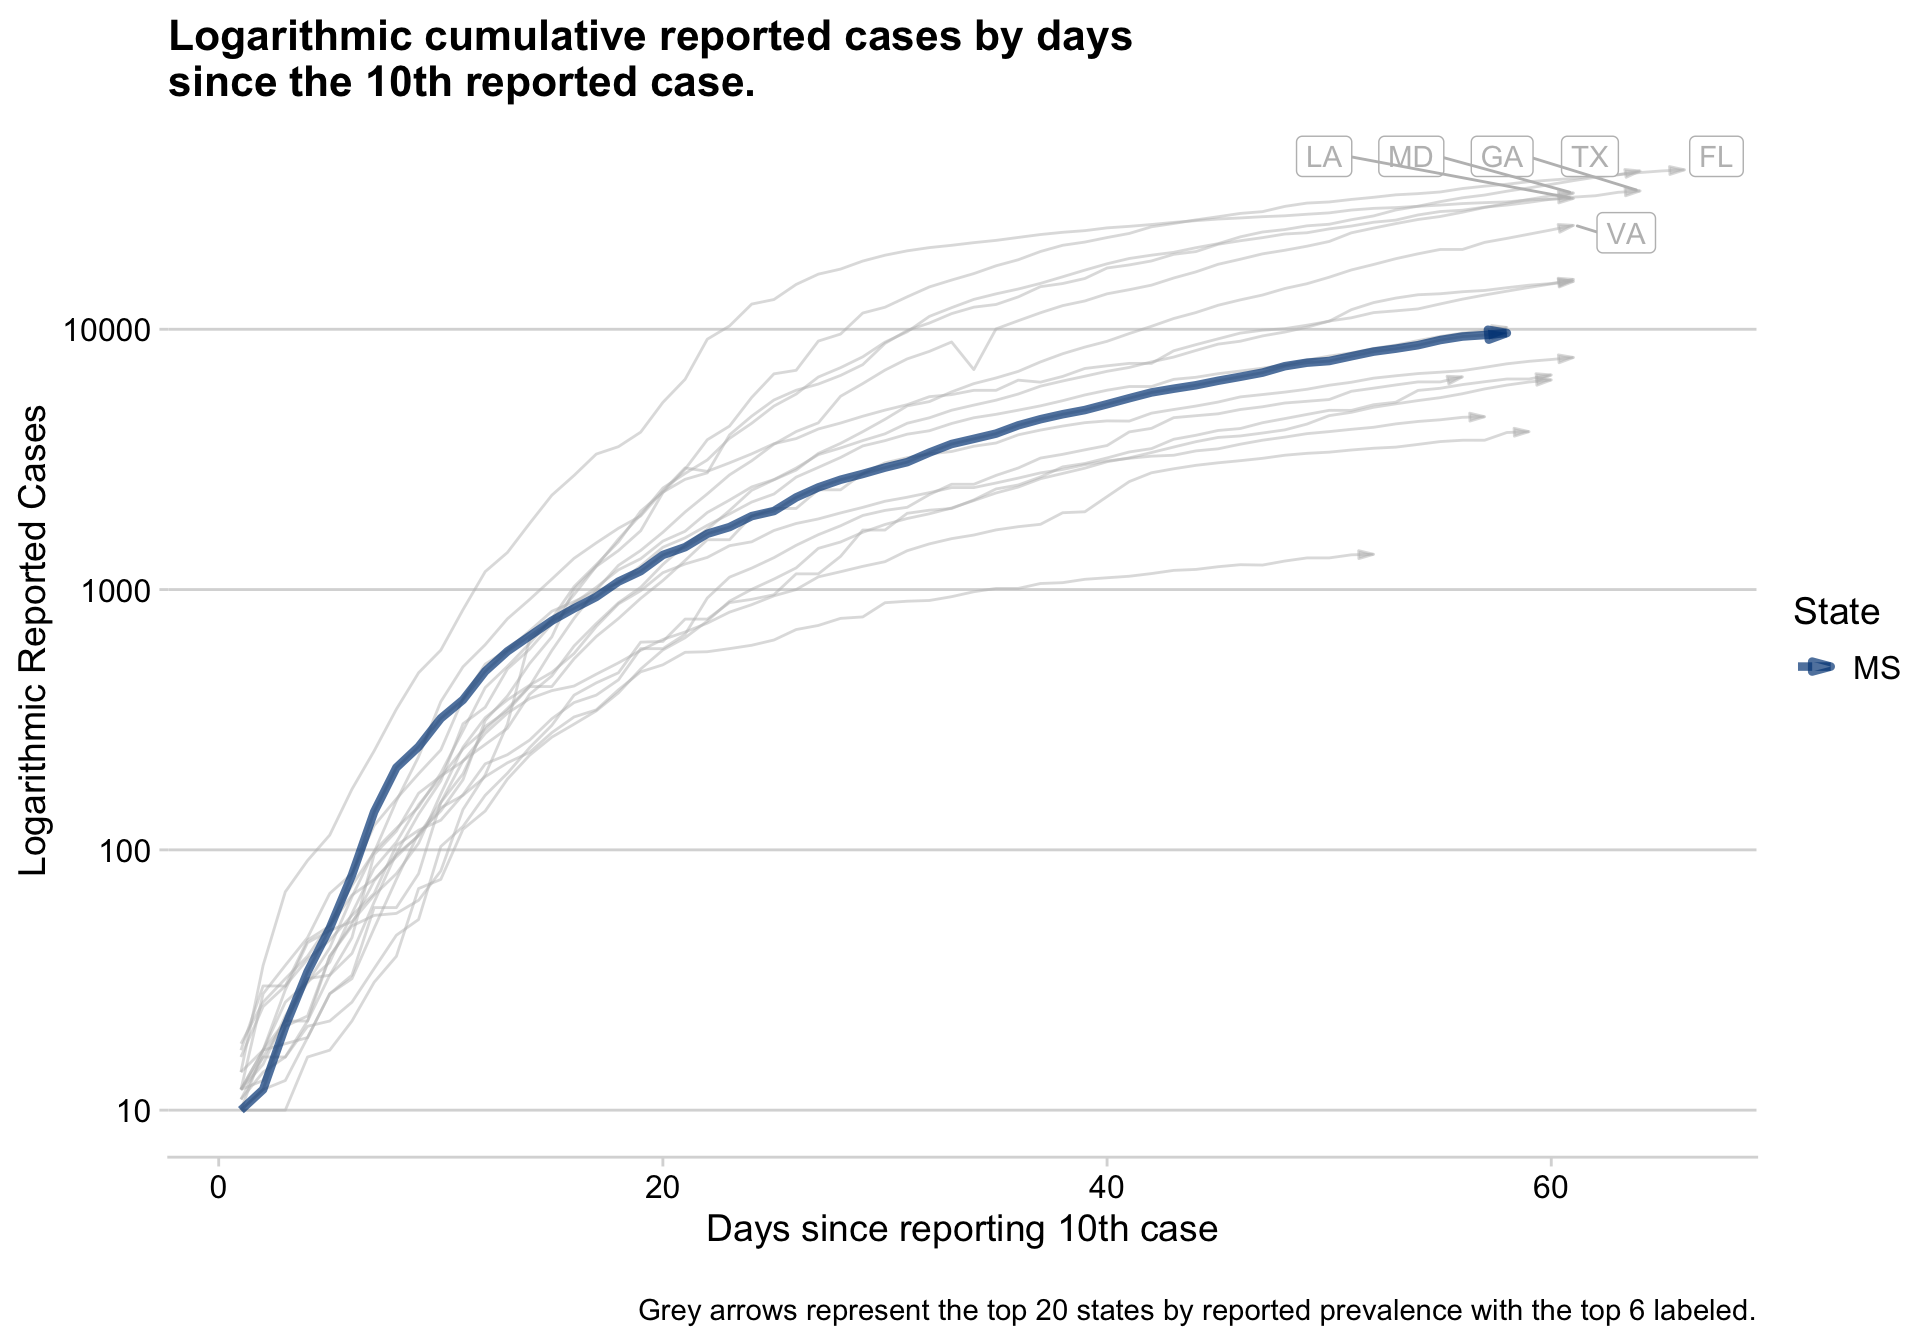 Logarithmic cumulative reported cases by days
since the 10th reported case.
LA
MD
GA
TX
FL
VA
10000
1000
100
10
Logarithmic Reported Cases
State
MS
0
20
40
60
Days since reporting 10th case
Grey arrows represent the top 20 states by reported prevalence with the top 6 labeled.